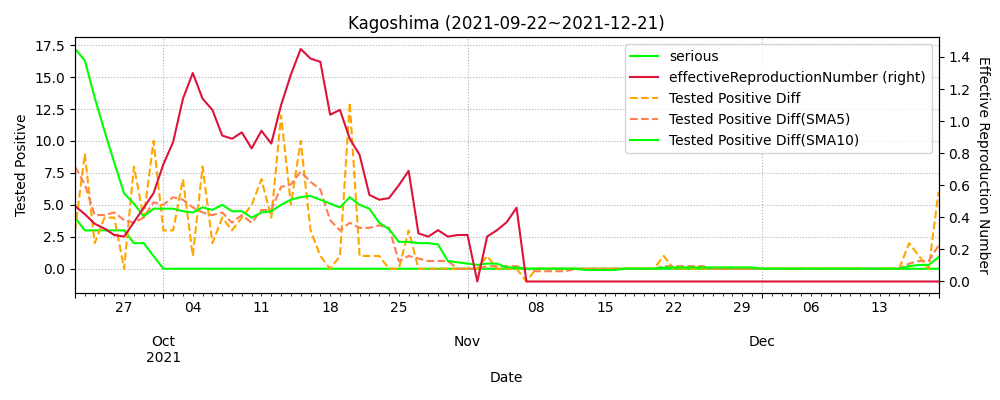 Kagoshima (2021-09-22~2021-12-21)
17.5
15.0
12.5
10.0
7.5
5.0
2.5
0.0
Tested Positive
1.4
1.2
1.0
0.8
0.6
0.4
0.2
0.0
Effective Reproduction Number
serious
effectiveReproductionNumber (right)
Tested Positive Diff
Tested Positive Diff(SMA5)
Tested Positive Diff(SMA10)
27 04 11 18 25 08 15 22 29 06 13
Oct Nov Dec
2021
Date